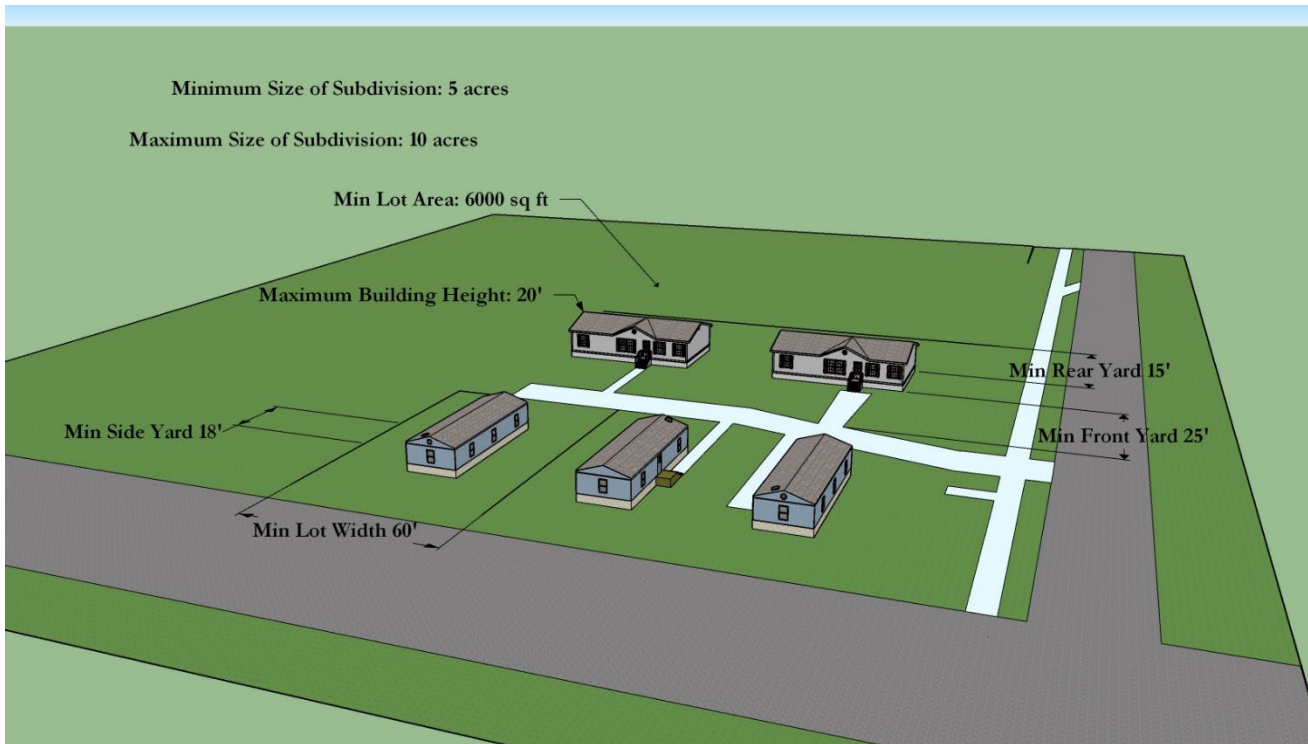 Minimum Size of Subdivision: 5 acres
Maximum Size of Subdivision: 10 acres
Min Lot Area: 6000 sq ft
Maximum Building Height: 20'
Min Rear Yard 15'
Min Side Yard 18'
Min Front Yard 25'
Min Lot Width 60'